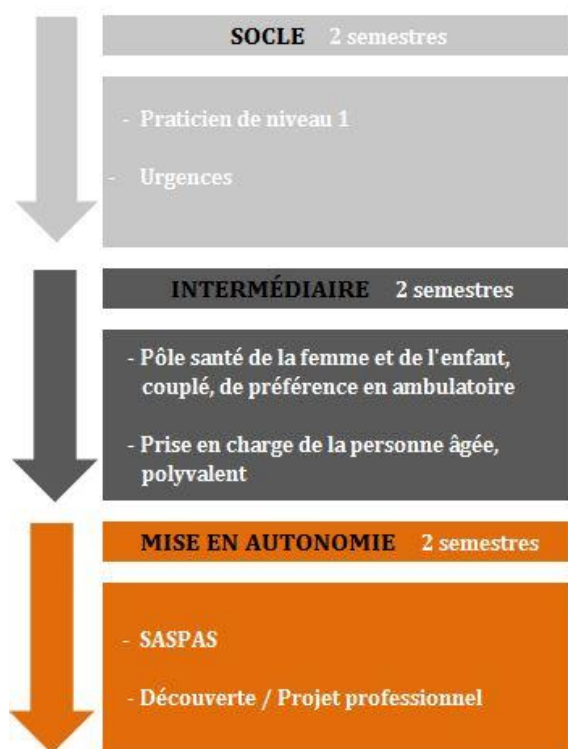 SOCLE 2 semestres
- Praticien de niveau 1
- Urgences
INTERMÉDIAIRE 2 semestres
- Pôle santé de la femme et de l'enfant,
couplé, de préférence en ambulatoire
- Prise en charge de la personne âgée,
polyvalent
MISE EN AUTONOMIE 2 semestres
- SASPAS
- Découverte / Projet professionnel